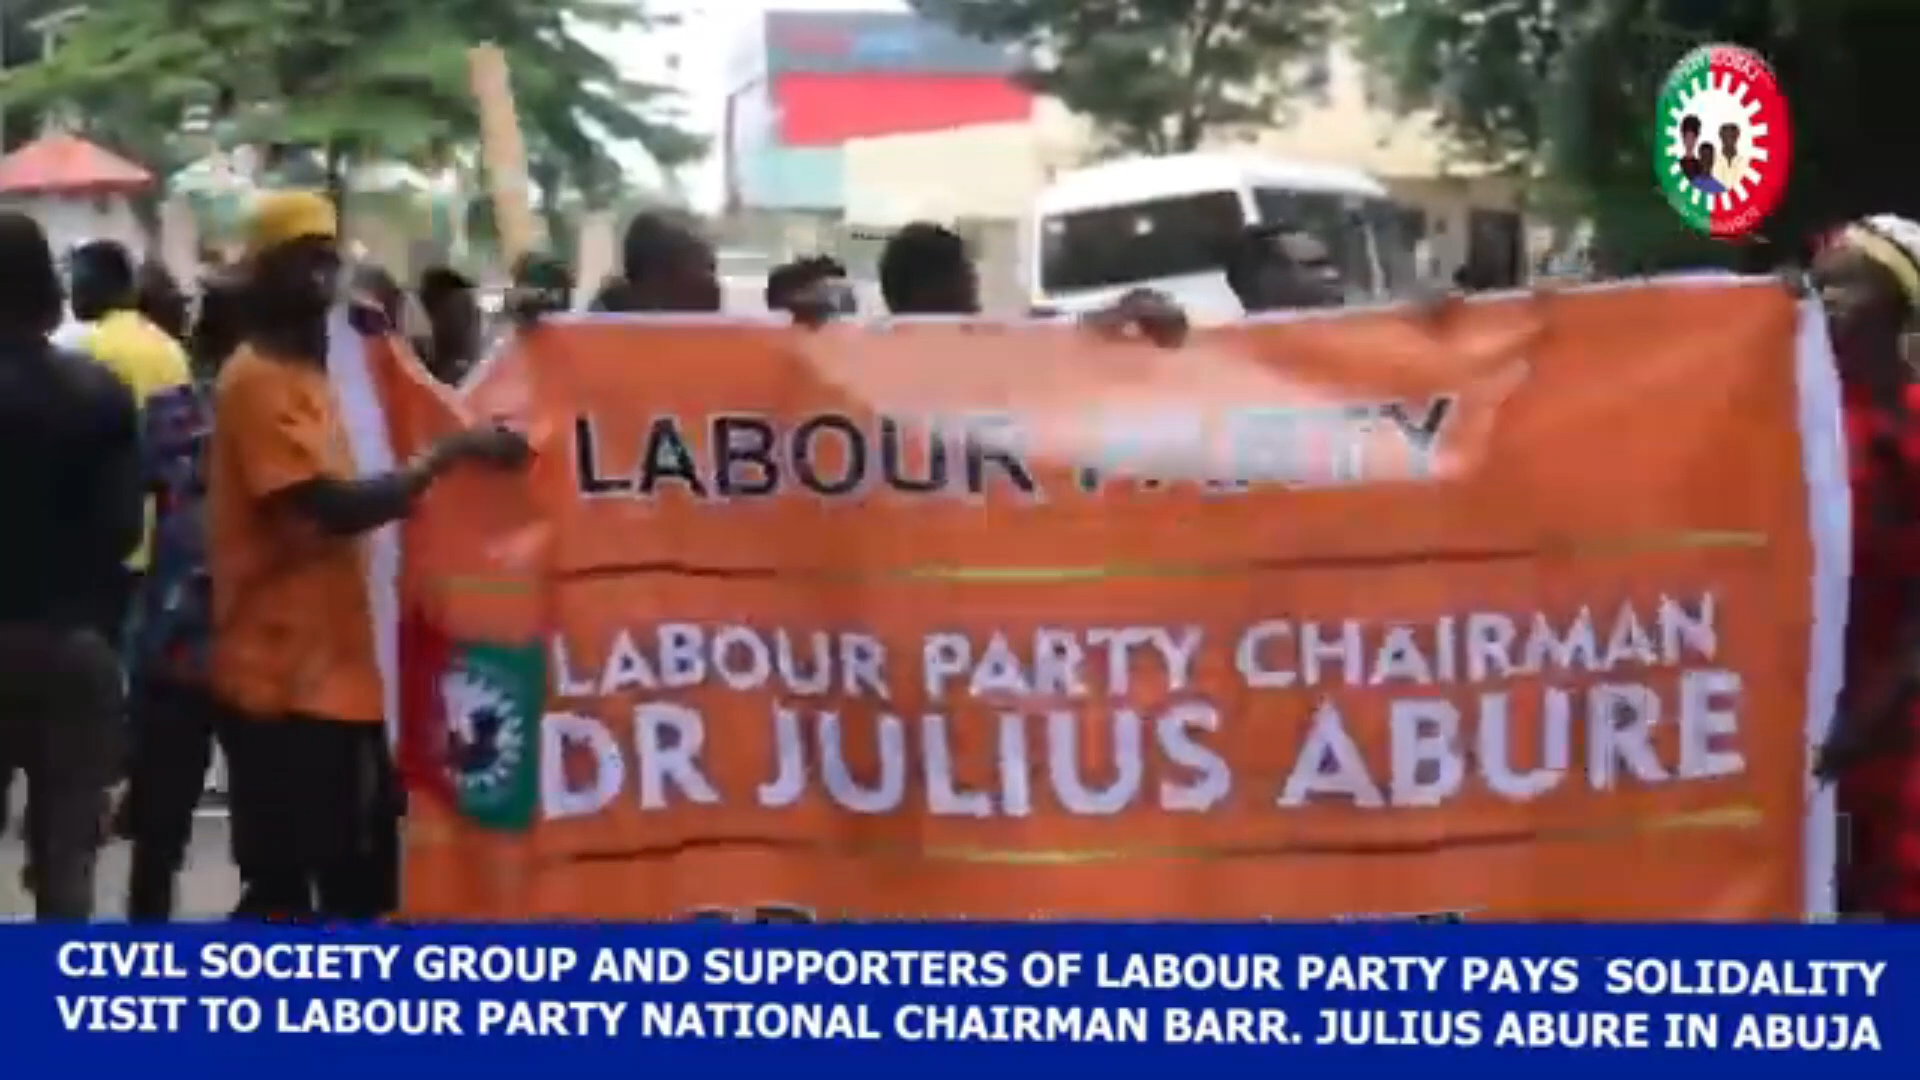 LABOUR PARTY
LABOUR PARTY CHAIRMAN
DR JULIUS ABURE
CIVIL SOCIETY GROUP AND SUPPORTERS OF LABOUR PARTY PAYS SOLIDALITY
VISIT TO LABOUR PARTY NATIONAL CHAIRMAN BARR. JULIUS ABURE IN ABUJA